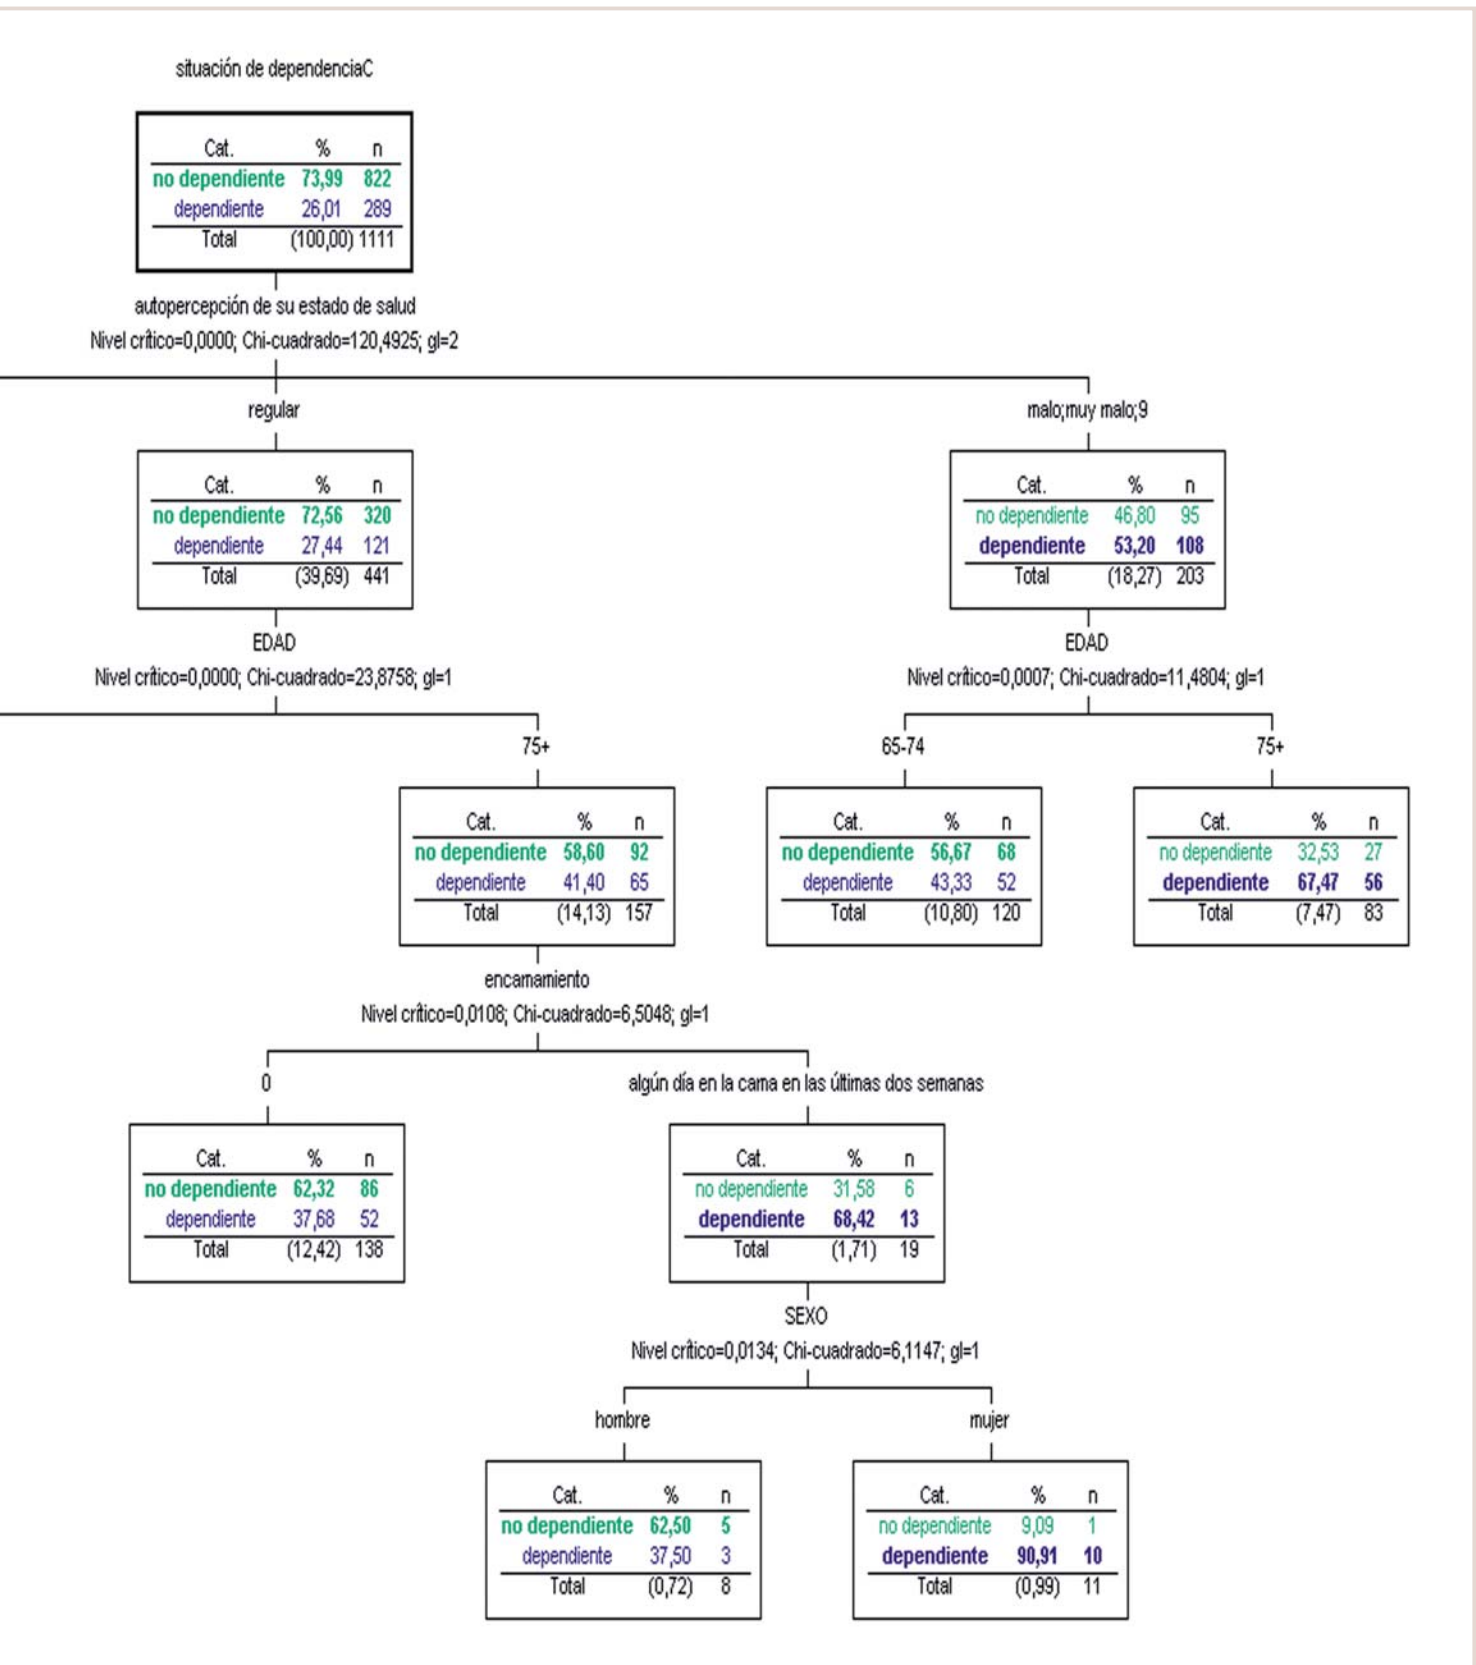 situación de dependenciaC
Cat. % n
no dependiente 73,99 822
dependiente 26,01 289
Total (100,00) 1111
autopercepción de su estado de salud
Nivel crítico=0,0000; Chi-cuadrado=120,4925; gl=2
regular
Cat. % n
no dependiente 72,56 320
dependiente 27,44 121
Total (39,69) 441
EDAD
Nivel crítico=0,0000; Chi-cuadrado=23,8758; gl=1
malo;muy malo;9
Cat. % n
no dependiente 46,80 95
dependiente 53,20 108
Total (18,27) 203
EDAD
Nivel crítico=0,0007; Chi-cuadrado=11,4804; gl=1
75+
Cat. % n
no dependiente 58,60 92
dependiente 41,40 65
Total (14,13) 157
encamamiento
Nivel crítico=0,0108; Chi-cuadrado=6,5048; gl=1
65-74
Cat. % n
no dependiente 56,67 68
dependiente 43,33 52
Total (10,80) 120
75+
Cat. % n
no dependiente 32,53 27
dependiente 67,47 56
Total (7,47) 83
0
Cat. % n
no dependiente 62,32 86
dependiente 37,68 52
Total (12,42) 138
algún día en la cama en las últimas dos semanas
Cat. % n
no dependiente 31,58 6
dependiente 68,42 13
Total (1,71) 19
SEXO
Nivel crítico=0,0134; Chi-cuadrado=6,1147; gl=1
hombre
Cat. % n
no dependiente 62,50 5
dependiente 37,50 3
Total (0,72) 8
mujer
Cat. % n
no dependiente 9,09 1
dependiente 90,91 10
Total (0,99) 11